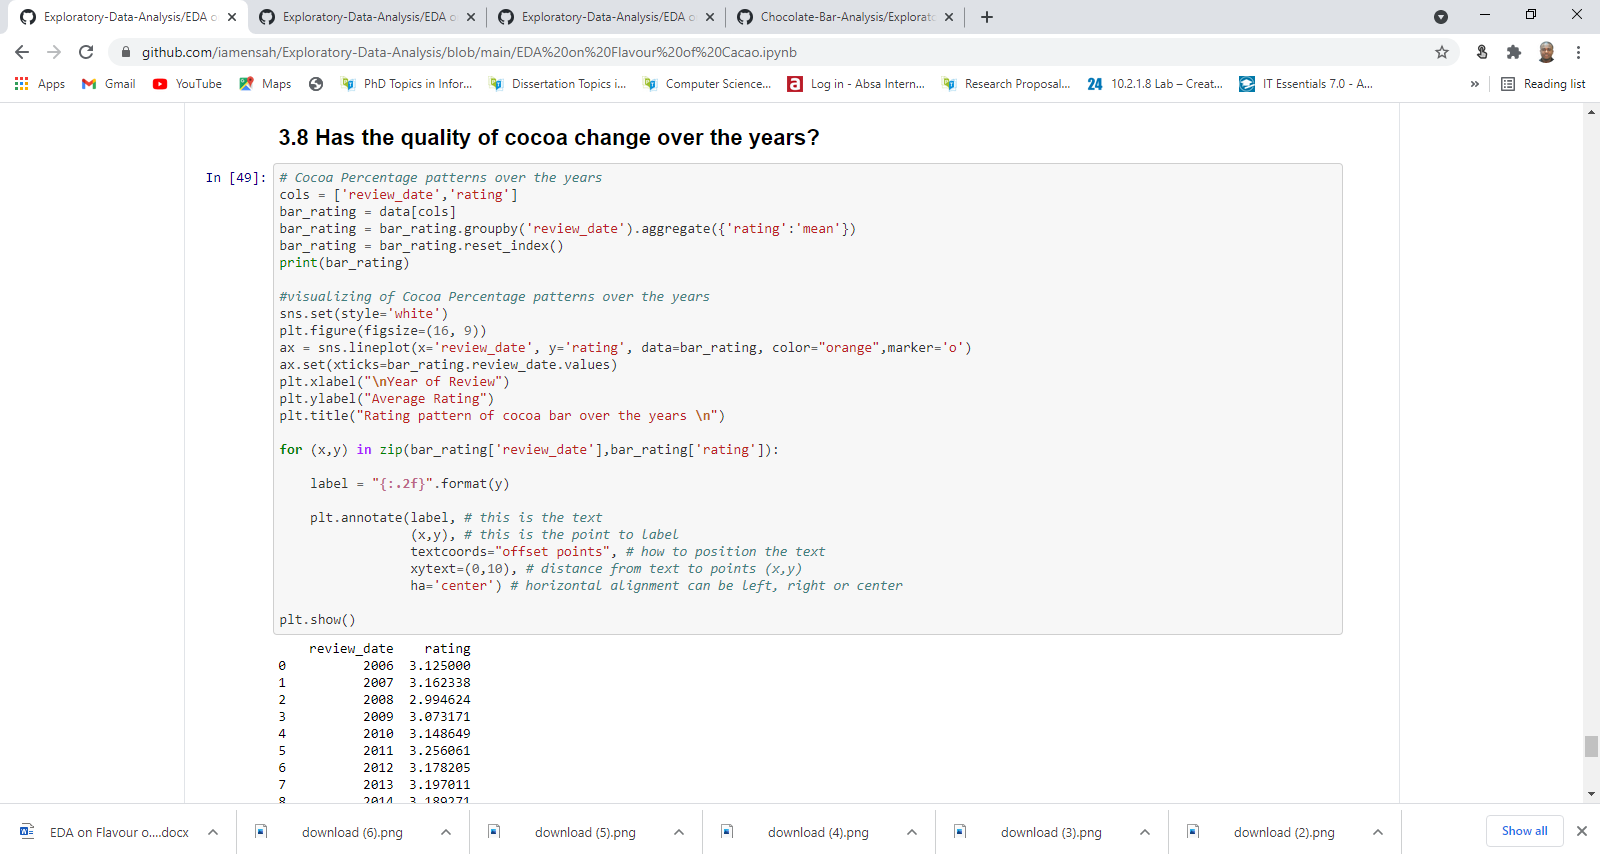 Exploratory-Data-Analysis/EDA o
Exploratory-Data-Analysis/EDA o
Exploratory-Data-Analysis/EDA o
Chocolate-Bar-Analysis/Explorato
github.com/iamensah/Exploratory-Data-Analysis/blob/main/EDA%20on%20Flavour%20of%20Cacao.ipynb
Apps
Gmail
YouTube
Maps
PhD Topics in Infor...
Dissertation Topics i...
Computer Science...
Log in - Absa Intern...
Research Proposal...
24 10.2.1.8 Lab – Creat...
IT Essentials 7.0 - A...
»
Reading list
3.8 Has the quality of cocoa change over the years?
In [49]:
# Cocoa Percentage patterns over the years
cols = ['review_date','rating']
bar_rating = data[cols]
bar_rating = bar_rating.groupby('review_date').aggregate({'rating':'mean'})
bar_rating = bar_rating.reset_index()
print(bar_rating)
#visualizing of Cocoa Percentage patterns over the years
sns.set(style='white')
plt.figure(figsize=(16, 9))
ax = sns.lineplot(x='review_date', y='rating', data=bar_rating, color="orange",marker='o')
ax.set(xticks=bar_rating.review_date.values)
plt.xlabel("\nYear of Review")
plt.ylabel("Average Rating")
plt.title("Rating pattern of cocoa bar over the years \n")
for (x,y) in zip(bar_rating['review_date'],bar_rating['rating']):
label = "{:.2f}".format(y)
plt.annotate(label, # this is the text
(x,y), # this is the point to label
textcoords="offset points", # how to position the text
xytext=(0,10), # distance from text to points (x,y)
ha='center') # horizontal alignment can be left, right or center
plt.show()
review_date rating
0 2006 3.125000
1 2007 3.162338
2 2008 2.994624
3 2009 3.073171
4 2010 3.148649
5 2011 3.256061
6 2012 3.178205
7 2013 3.197011
8 2014 3.189271
EDA on Flavour o....docx
download (6).png
download (5).png
download (4).png
download (3).png
download (2).png
Show all